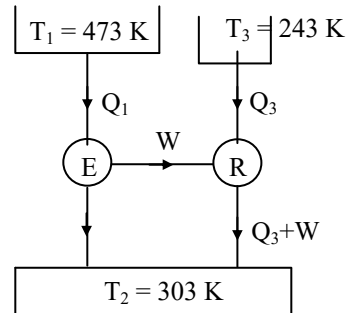 T₁ = 473 K
T₃ = 243 K
Q₁
Q₃
W
E
R
Q₃+W
T₂ = 303 K